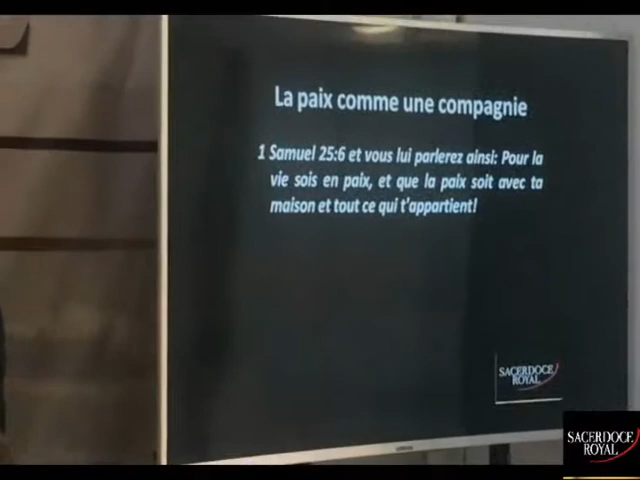 La paix comme une compagnie
1 Samuel 25:6 et vous lui parlerez ainsi: Pour la
vie sois en paix, et que la paix soit avec ta
maison et tout ce qui t'appartient!
SACERDOCE
ROYAL
SACERDOCE
ROYAL